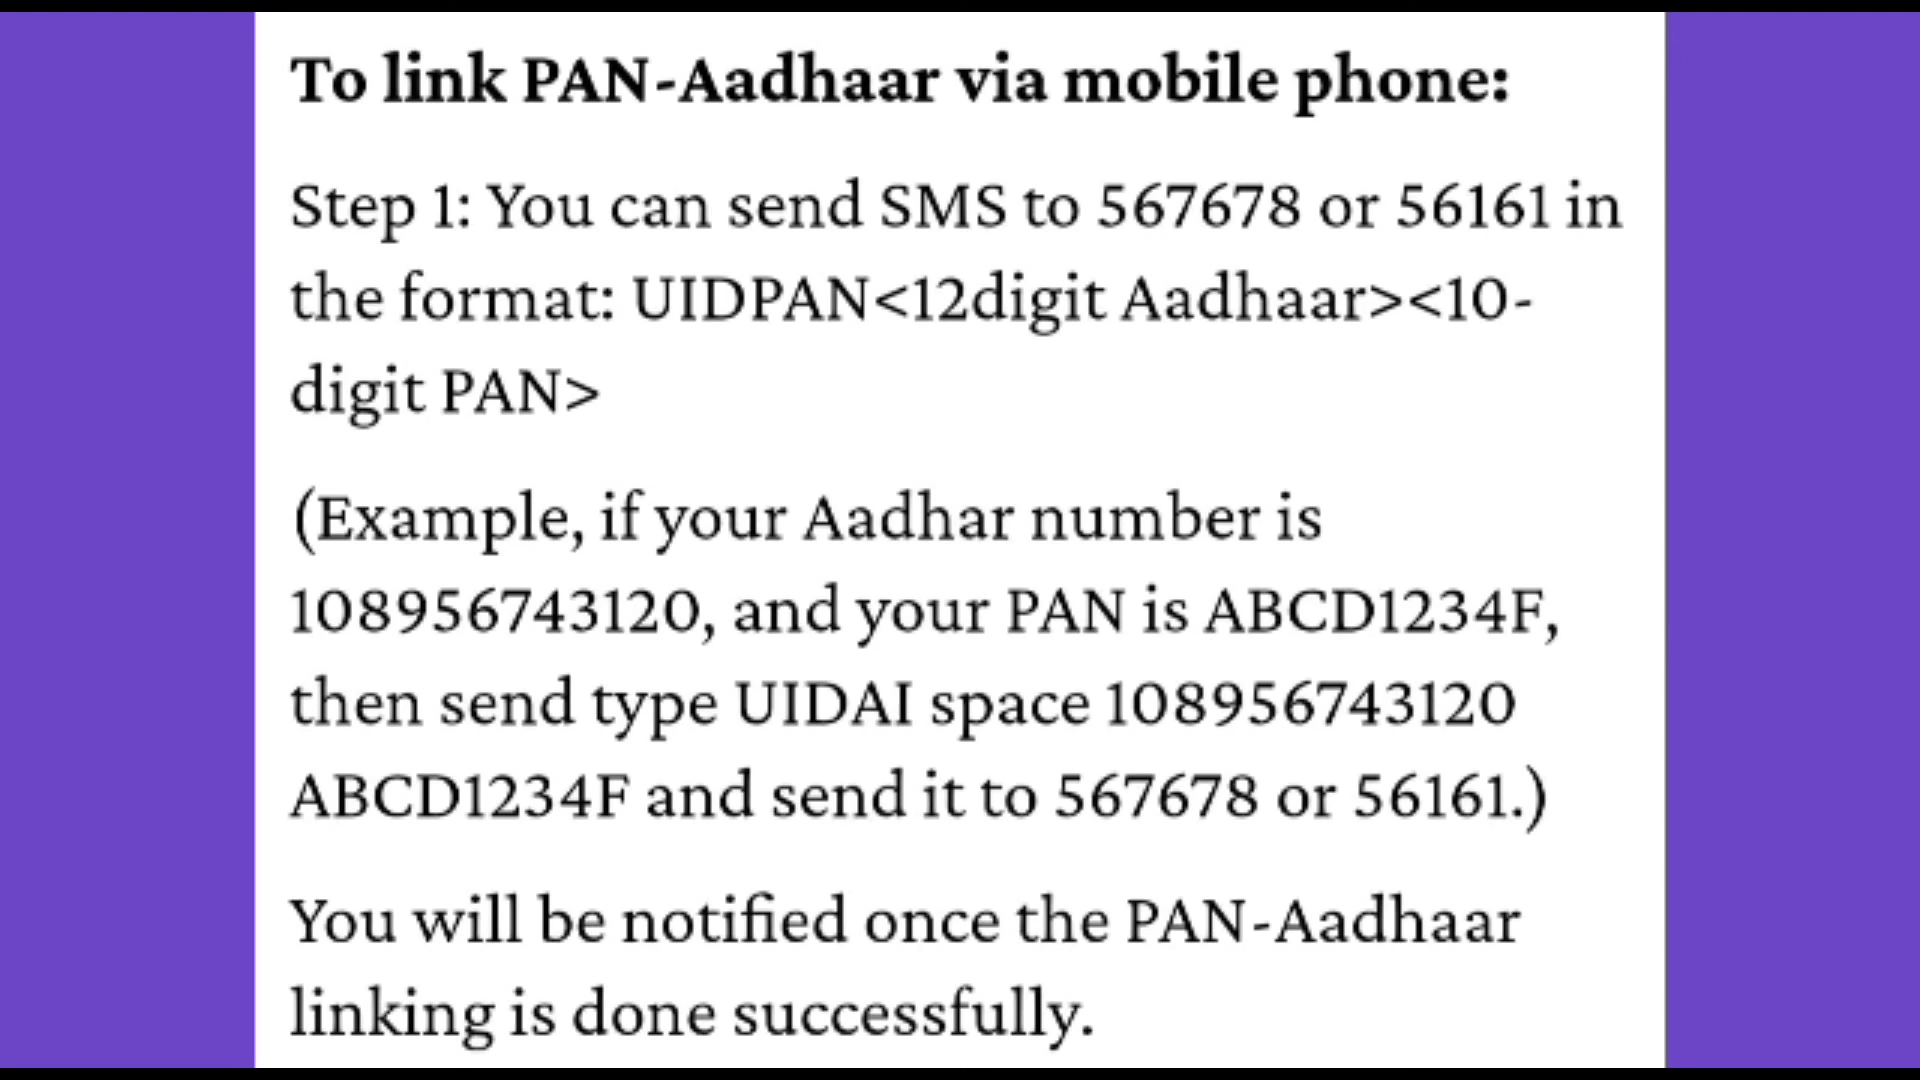 To link PAN-Aadhaar via mobile phone:
Step 1: You can send SMS to 567678 or 56161 in
the format: UIDPAN<12digit Aadhaar><10-
digit PAN>
(Example, if your Aadhar number is
108956743120, and your PAN is ABCD1234F,
then send type UIDAI space 108956743120
ABCD1234F and send it to 567678 or 56161.)
You will be notified once the PAN-Aadhaar
linking is done successfully.